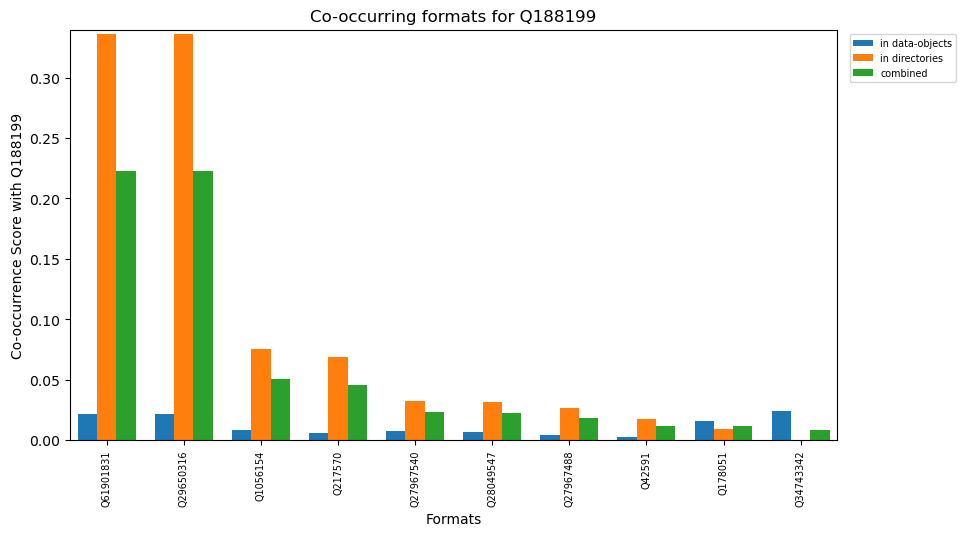 Co-occurring formats for Q188199
in data-objects
in directories
combined
Co-occurrence Score with Q188199
0.30
0.25
0.20
0.15
0.10
0.05
0.00
Q61901831
Q29650316
Q1056154
Q217570
Q27967540
Q28049547
Q27967488
Q42591
Q178051
Q34743342
Formats